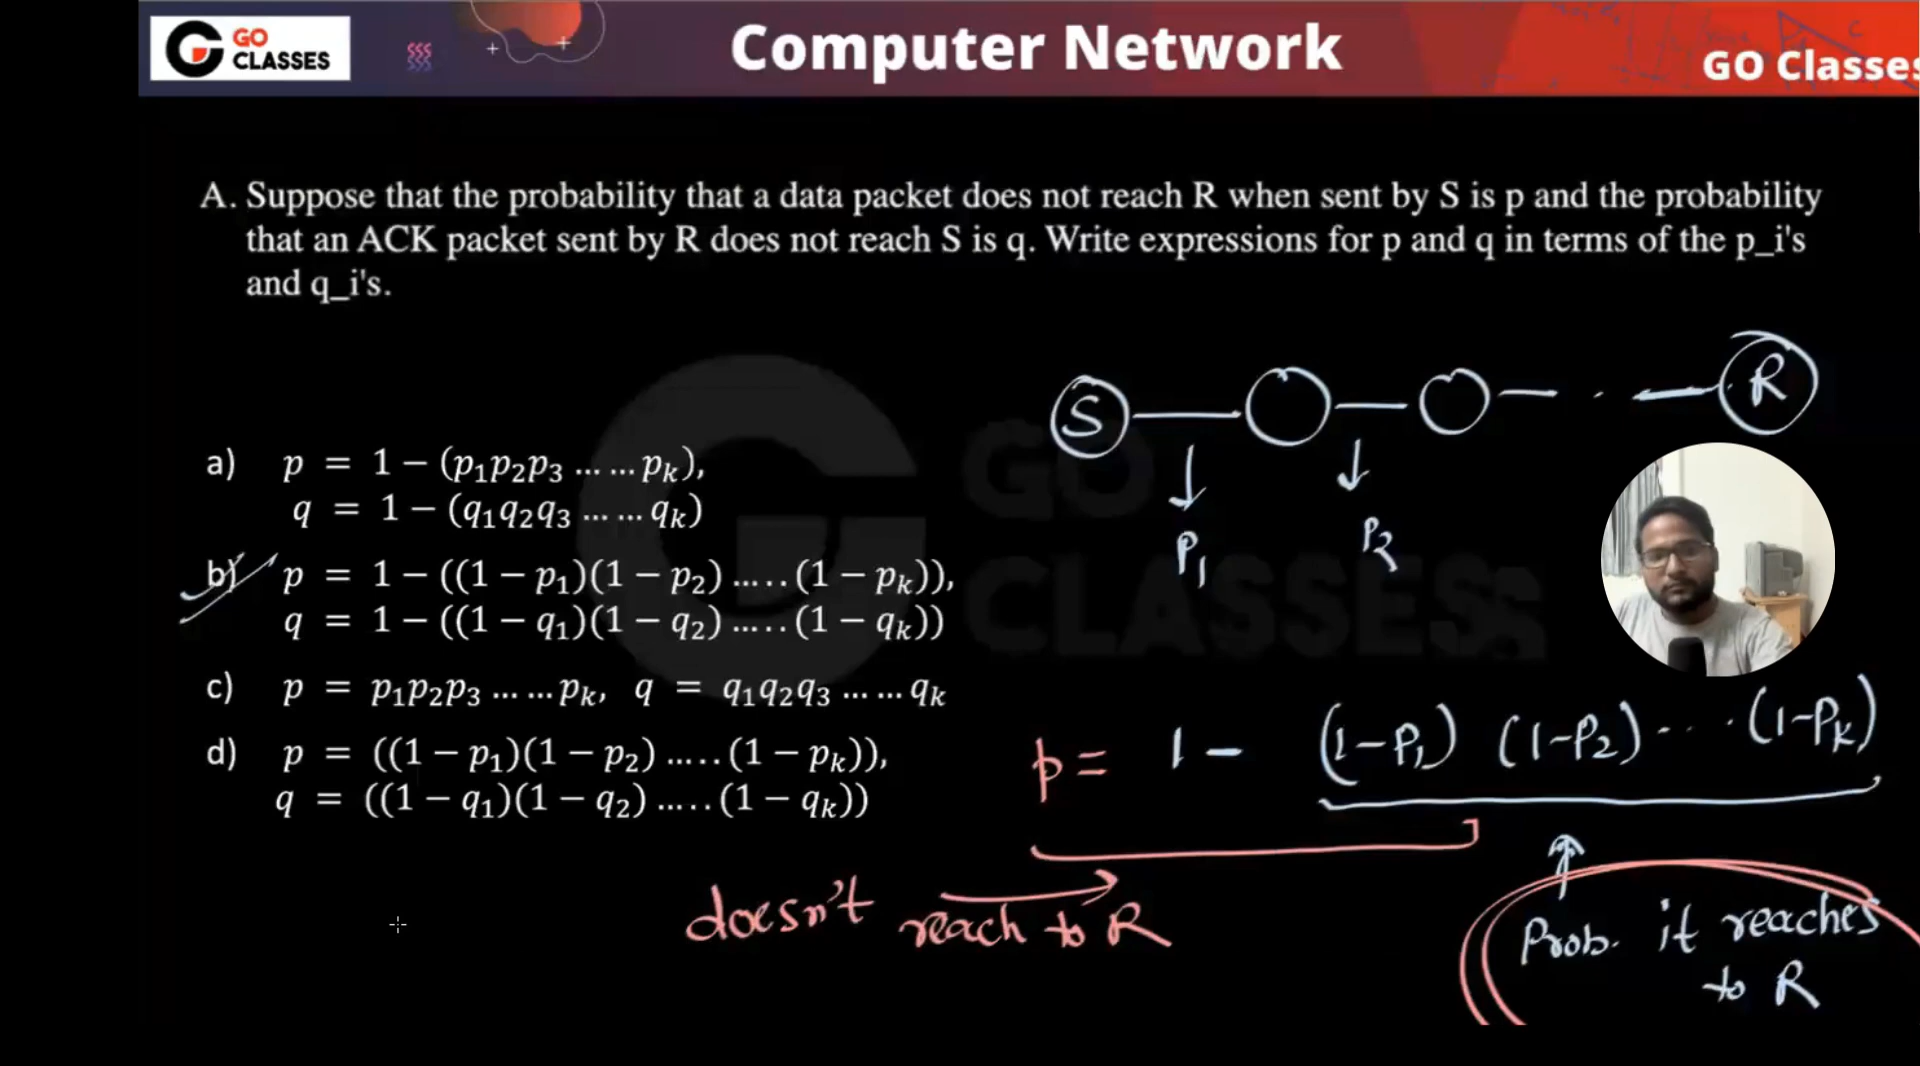 GO
CLASSES
Computer Network
GO Classes
A. Suppose that the probability that a data packet does not reach R when sent by S is p and the probability
that an ACK packet sent by R does not reach S is q. Write expressions for p and q in terms of the p_i's
and q_i's.
S
R
a) p = 1 − (p₁p₂p₃ …… pₖ),
q = 1 − (q₁q₂q₃ …… qₖ)
P₁
P₂
b) p = 1 − ((1 − p₁)(1 − p₂) ….. (1 − pₖ)),
q = 1 − ((1 − q₁)(1 − q₂) ….. (1 − qₖ))
c) p = p₁p₂p₃ …… pₖ, q = q₁q₂q₃ …… qₖ
d) p = ((1 − p₁)(1 − p₂) ….. (1 − pₖ)),
q = ((1 − q₁)(1 − q₂) ….. (1 − qₖ))
p = 1 - (1-P₁) (1-P₂) ... (1-Pₖ)
doesn't reach to R
Prob. it reaches
to R
GO
CLASSES